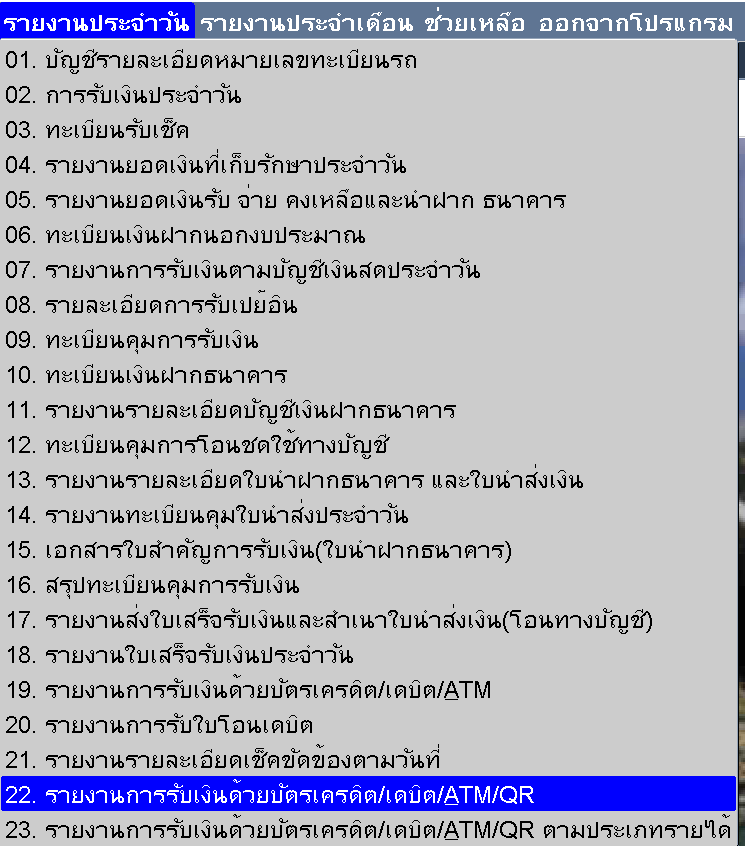 รายงานประจำวัน รายงานประจำเดือน ช่วยเหลือ ออกจากโปรแกรม
01. บัญชีรายละเอียดหมายเลขทะเบียนรถ
02. การรับเงินประจำวัน
03. ทะเบียนรับเช็ค
04. รายงานยอดเงินที่เก็บรักษาประจำวัน
05. รายงานยอดเงินรับ จ่าย คงเหลือและนำฝาก ธนาคาร
06. ทะเบียนเงินฝากนอกงบประมาณ
07. รายงานการรับเงินตามบัญชีเงินสดประจำวัน
08. รายละเอียดการรับเปย์อิน
09. ทะเบียนคุมการรับเงิน
10. ทะเบียนเงินฝากธนาคาร
11. รายงานรายละเอียดบัญชีเงินฝากธนาคาร
12. ทะเบียนคุมการโอนชดใช้ทางบัญชี
13. รายงานรายละเอียดใบนำฝากธนาคาร และใบนำส่งเงิน
14. รายงานทะเบียนคุมใบนำส่งประจำวัน
15. เอกสารใบสำคัญการรับเงิน(ใบนำฝากธนาคาร)
16. สรุปทะเบียนคุมการรับเงิน
17. รายงานส่งใบเสร็จรับเงินและสำเนาใบนำส่งเงิน(โอนทางบัญชี)
18. รายงานใบเสร็จรับเงินประจำวัน
19. รายงานการรับเงินด้วยบัตรเครดิต/เดบิต/ATM
20. รายงานการรับใบโอนเดบิต
21. รายงานรายละเอียดเช็คขัดข้องตามวันที่
22. รายงานการรับเงินด้วยบัตรเครดิต/เดบิต/ATM/QR
23. รายงานการรับเงินด้วยบัตรเครดิต/เดบิต/ATM/QR ตามประเภทรายได้